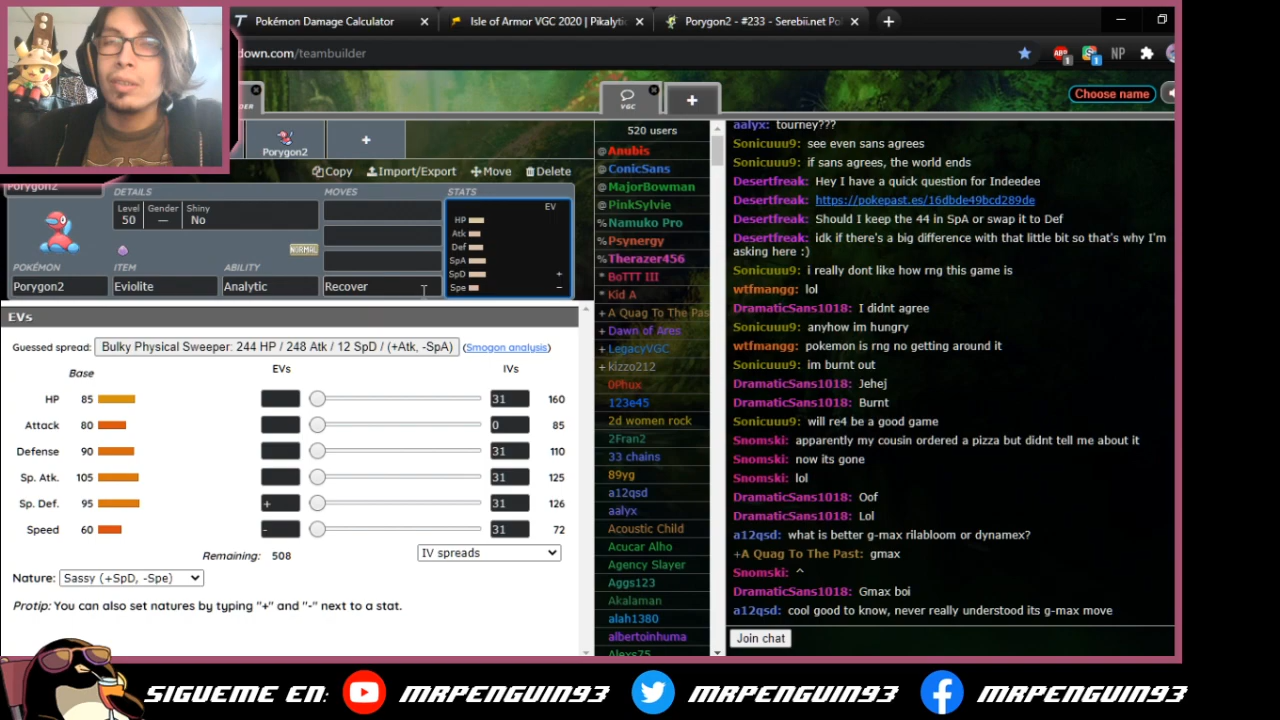 Pokémon Damage Calculator
Isle of Armor VGC 2020 | Pikalytic
Porygon2 - #233 - Serebii.net Po
down.com/teambuilder
ABP
1
1
NP
DER
VGC
Choose name
Porygon2
Copy
Import/Export
Move
Delete
Porygon2
DETAILS
MOVES
STATS
Level
50
Gender
—
Shiny
No
EV
HP
Atk
Def
SpA
SpD +
Spe −
NORMAL
POKÉMON
ITEM
ABILITY
Porygon2
Eviolite
Analytic
Recover
EVs
Guessed spread: Bulky Physical Sweeper: 244 HP / 248 Atk / 12 SpD / (+Atk, -SpA) (Smogon analysis)
Base EVs IVs
HP 85 31 160
Attack 80 0 85
Defense 90 31 110
Sp. Atk. 105 31 125
Sp. Def. 95 + 31 126
Speed 60 - 31 72
Remaining: 508
IV spreads
Nature: Sassy (+SpD, -Spe)
Protip: You can also set natures by typing "+" and "-" next to a stat.
520 users
@Anubis
@ConicSans
@MajorBowman
@PinkSylvie
%Namuko Pro
%Psynergy
%Therazer456
*BoTTT III
*Kid A
+A Quag To The Pas
+Dawn of Ares
+LegacyVGC
+kizzo212
0Phux
123e45
2d women rock
2Fran2
33 chains
89yg
a12qsd
aalyx
Acoustic Child
Acucar Alho
Agency Slayer
Aggs123
Akalaman
alah1380
albertoinhuma
Alexs75
aalyx: tourney???
Sonicuuu9: see even sans agrees
Sonicuuu9: if sans agrees, the world ends
Desertfreak: Hey I have a quick question for Indeedee
Desertfreak: https://pokepast.es/16dbde49bcd289de
Desertfreak: Should I keep the 44 in SpA or swap it to Def
Desertfreak: idk if there's a big difference with that little bit so that's why I'm
asking here :)
Sonicuuu9: i really dont like how rng this game is
wtfmangg: lol
DramaticSans1018: I didnt agree
Sonicuuu9: anyhow im hungry
wtfmangg: pokemon is rng no getting around it
Sonicuuu9: im burnt out
DramaticSans1018: Jehej
DramaticSans1018: Burnt
Sonicuuu9: will re4 be a good game
Snomski: apparently my cousin ordered a pizza but didnt tell me about it
Snomski: now its gone
Snomski: lol
DramaticSans1018: Oof
DramaticSans1018: Lol
a12qsd: what is better g-max rilabloom or dynamex?
+A Quag To The Past: gmax
Snomski: ^
DramaticSans1018: Gmax boi
a12qsd: cool good to know, never really understood its g-max move
Join chat
SIGUEME EN: MRPENGUIN93 MRPENGUIN93 MRPENGUIN93